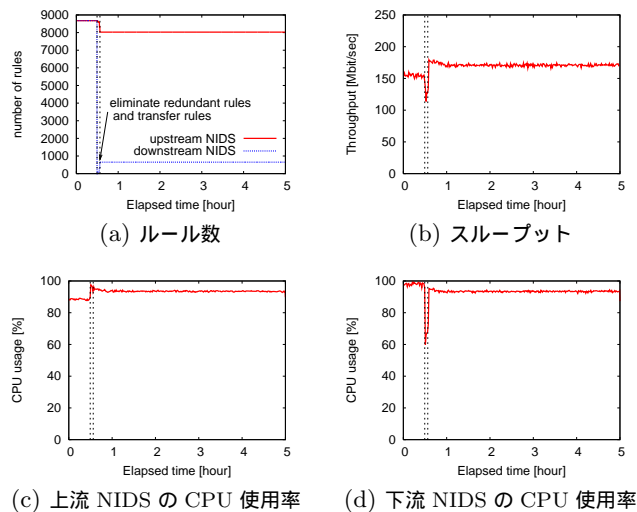 9000
8000
7000
6000
5000
4000
3000
2000
1000
0
number of rules
eliminate redundant rules
and transfer rules
upstream NIDS
downstream NIDS
0 1 2 3 4 5
Elapsed time [hour]
(a) ルール数
250
200
150
100
50
0
Throughput [Mbit/sec]
0 1 2 3 4 5
Elapsed time [hour]
(b) スループット
100
80
60
40
20
0
CPU usage [%]
0 1 2 3 4 5
Elapsed time [hour]
(c) 上流 NIDS の CPU 使用率
100
80
60
40
20
0
CPU usage [%]
0 1 2 3 4 5
Elapsed time [hour]
(d) 下流 NIDS の CPU 使用率